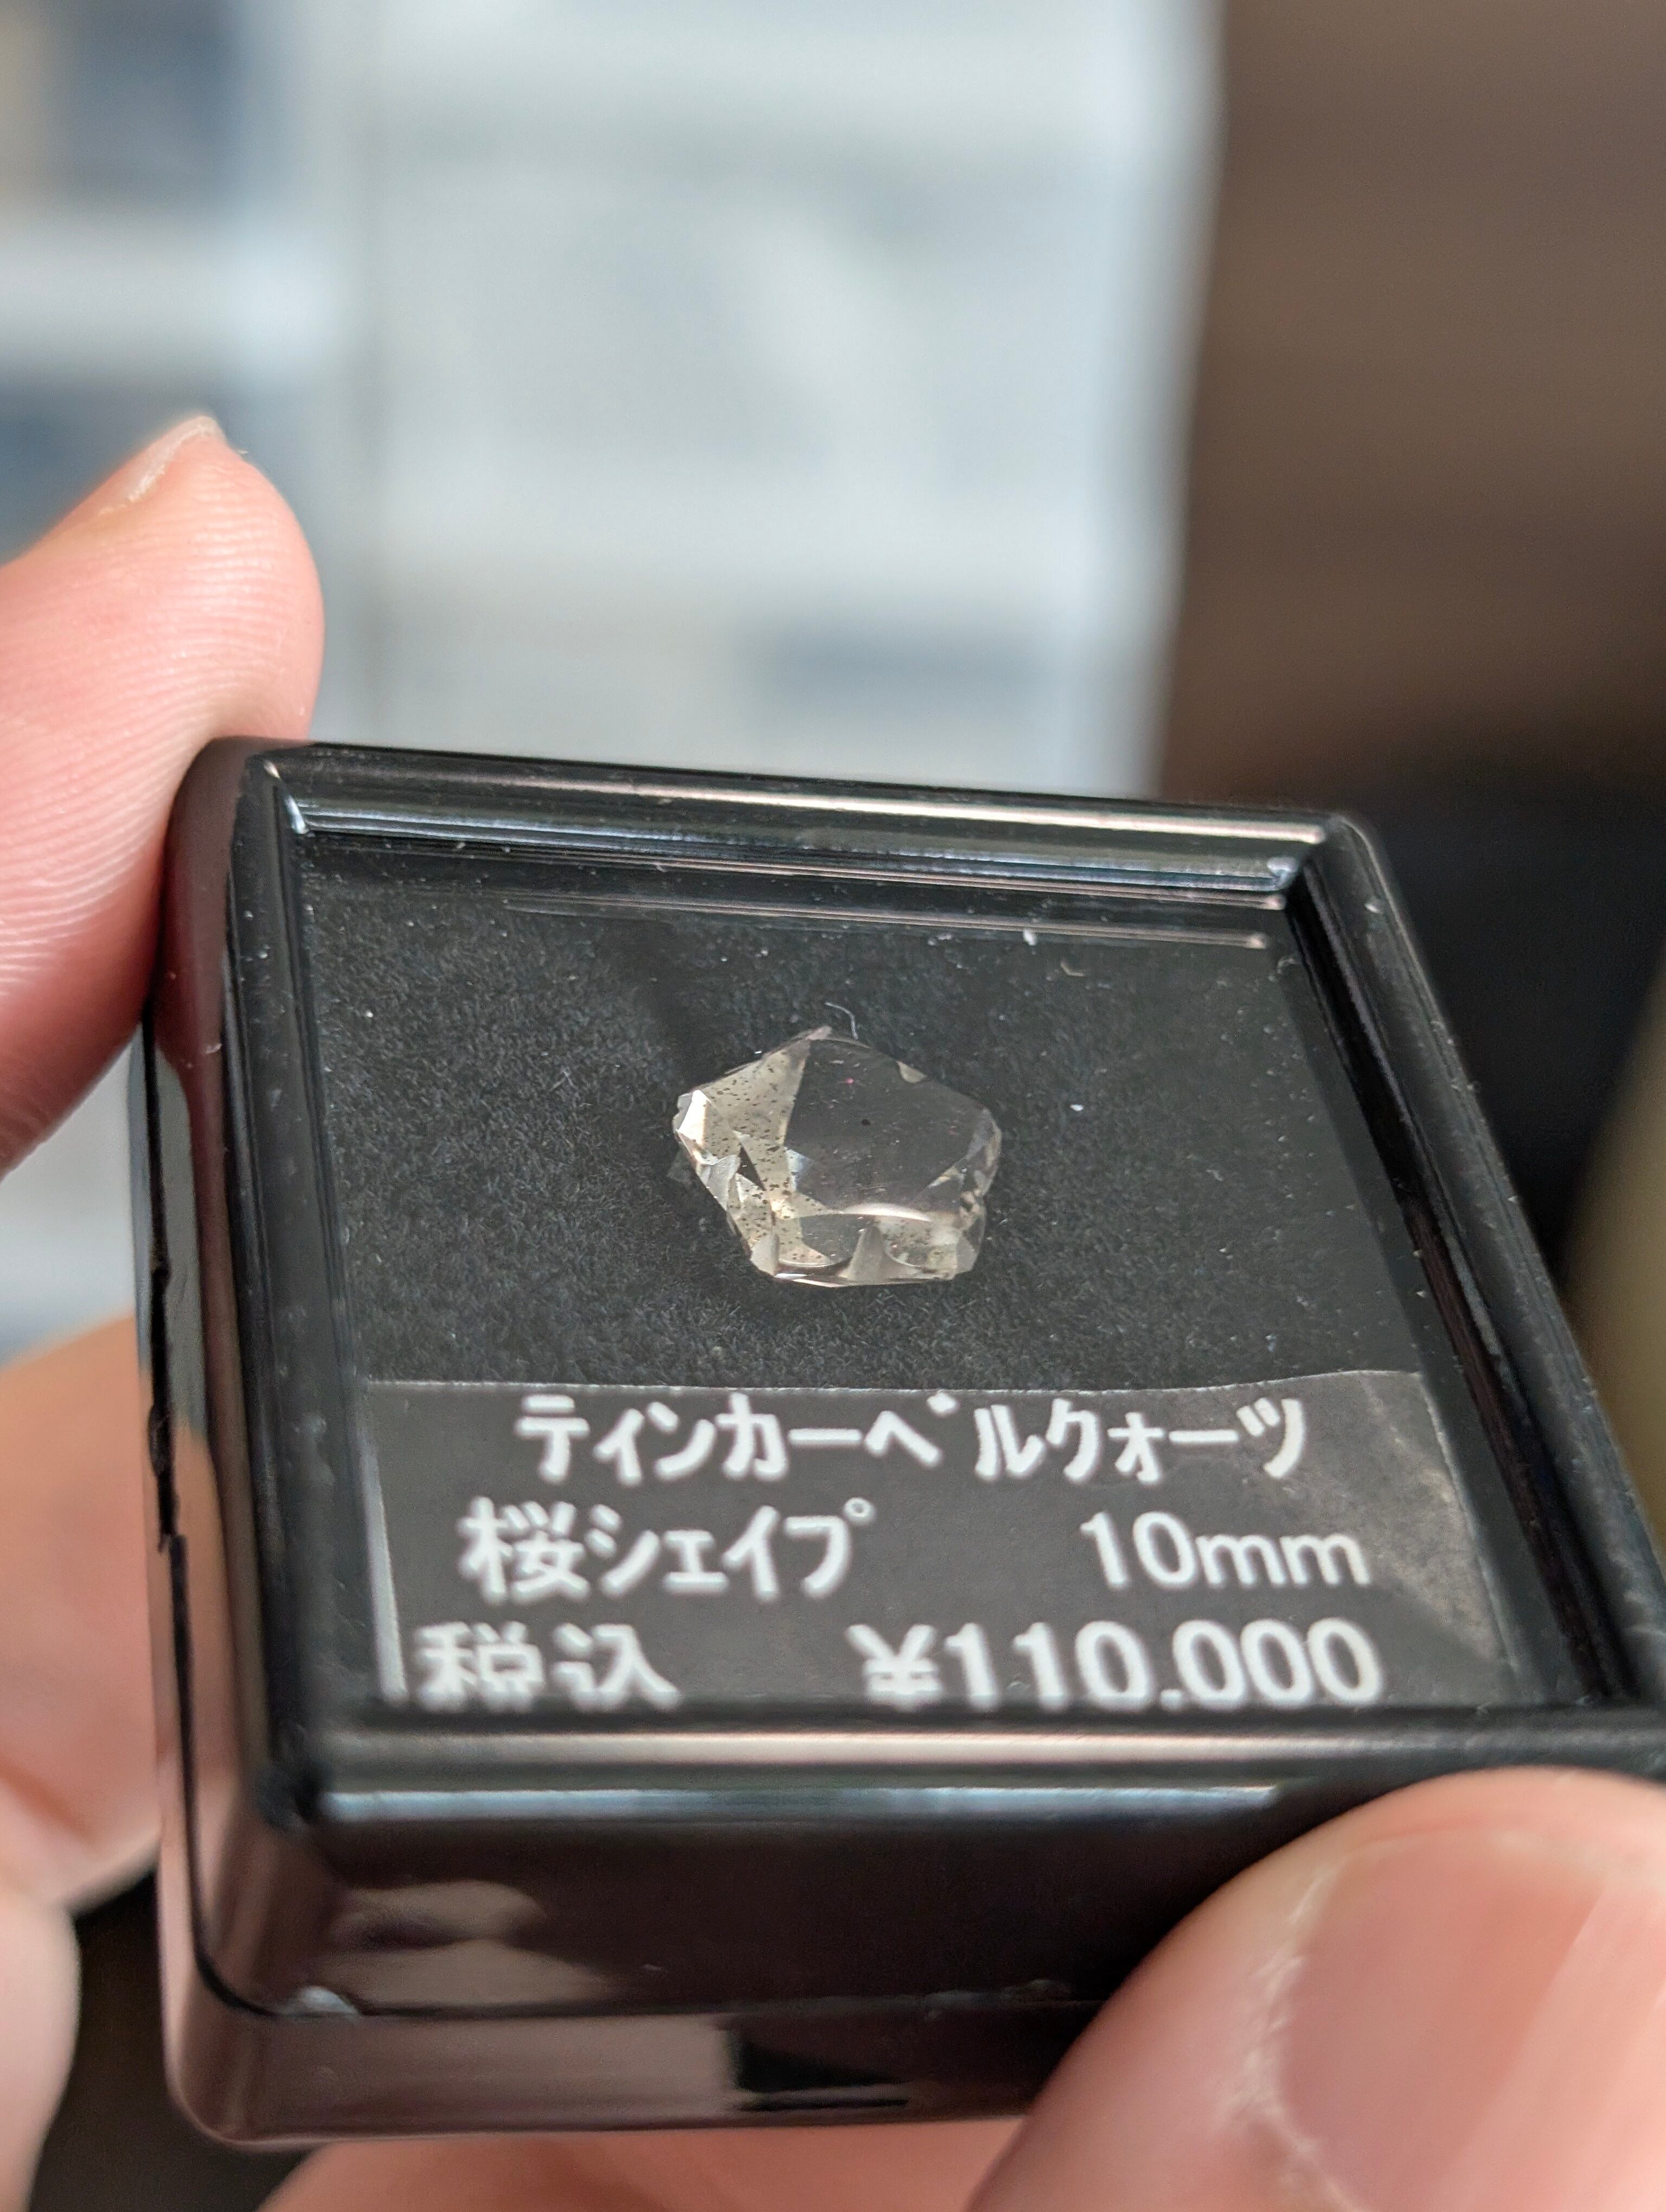 ティンカーベルクォーツ
桜シェイプ 10mm
税込 ¥110.000